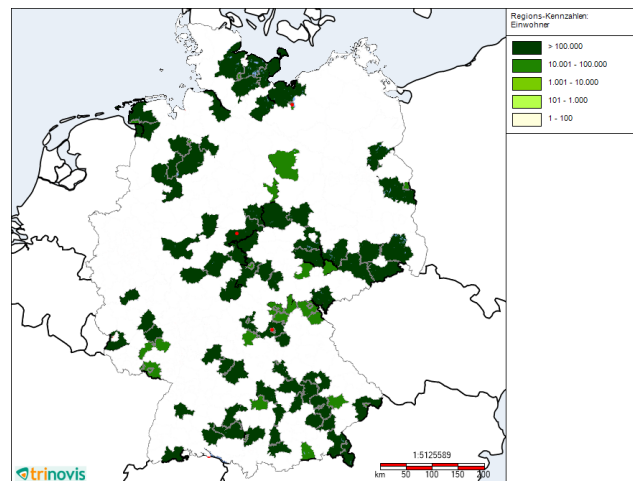 Regions-Kennzahlen:
Einwohner
> 100.000
10.001 - 100.000
1.001 - 10.000
101 - 1.000
1 - 100
1:5125589
km 50 100 150 200
trinovis